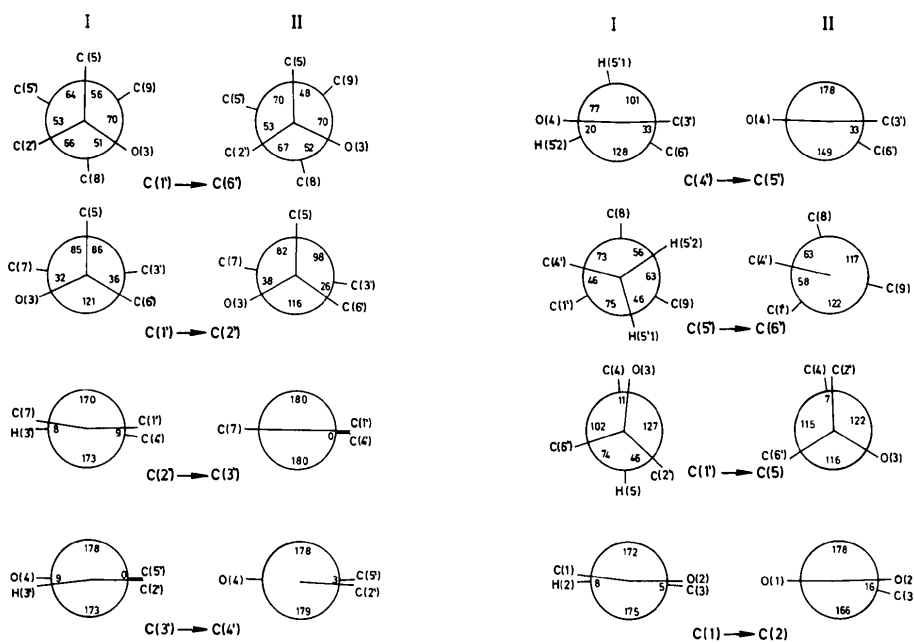 I II I II
C(5) C(5')
64 56
C(9)
53 70
C(2') 66 51 O(3)
C(8)
C(5)
C(5') 70 48 C(9)
53 70
C(2') 67 52 O(3)
C(8)
C(1') → C(6')
H(5'1)
77 101
O(4) 20 33 C(3')
H(5'2) C(6')
128
178
O(4) 33 C(3')
C(6')
149
C(4') → C(5')
C(5)
85 86
C(7) C(3')
32 36
O(3) C(6')
121
C(5)
82 98
C(7) C(3')
38 26
O(3) C(6')
116
C(1') → C(2')
C(8)
H(5'2)
73 56
C(4') 46 63
C(1') 75 46 C(9)
H(5'1)
C(8)
63 117
C(4')
58 C(9)
122
C(5') → C(6')
170
C(7) C(1')
H(3') 8 9 C(4')
173
180
C(7) 0 C(1')
C(4')
180
C(2') → C(3')
C(4) O(3)
11
102 127
C(6')
74 46 C(2')
H(5)
C(4) C(2')
7
115 122
C(6') O(3)
116
C(1') → C(5)
178
O(4) 9 0 C(5')
H(3') C(2')
173
178
O(4) 3 C(5')
C(2')
179
C(3') → C(4')
172
C(1) O(2)
H(2) 8 5 C(3)
175
178
O(1) O(2
16 C(3
166
C(1) → C(2)